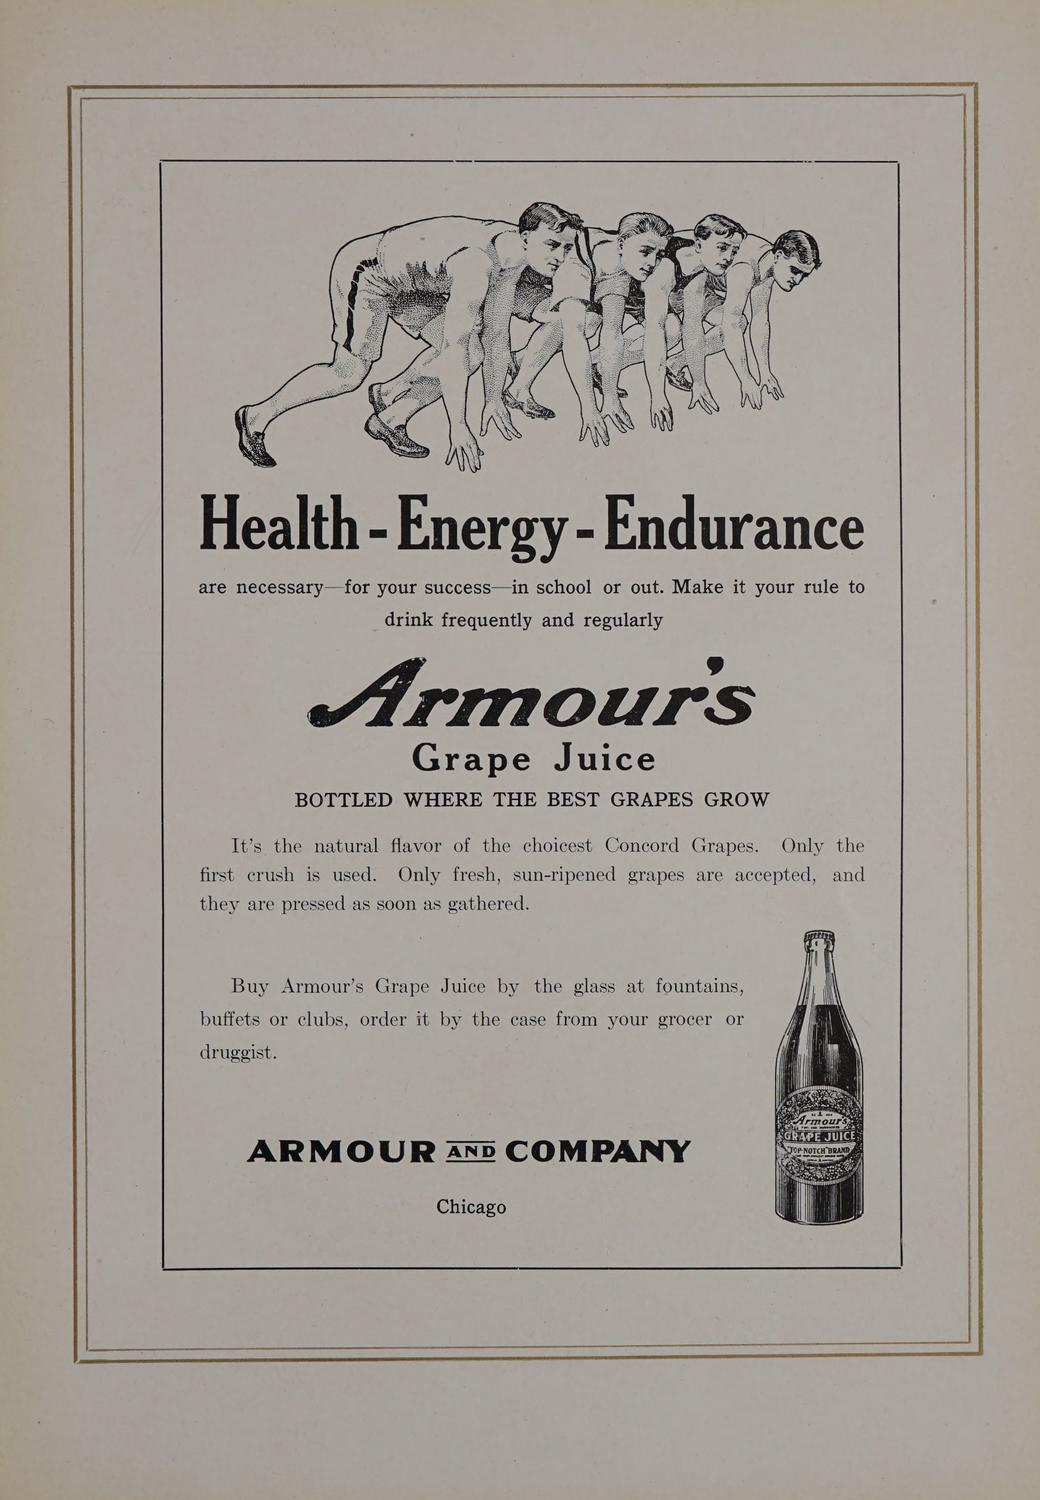 Health - Energy - Endurance
are necessary—for your success—in school or out. Make it your rule to
drink frequently and regularly
Armour's
Grape Juice
BOTTLED WHERE THE BEST GRAPES GROW
It's the natural flavor of the choicest Concord Grapes. Only the
first crush is used. Only fresh, sun-ripened grapes are accepted, and
they are pressed as soon as gathered.
Buy Armour's Grape Juice by the glass at fountains,
buffets or clubs, order it by the case from your grocer or
druggist.
Armour's
GRAPE JUICE
TOP-NOTCH BRAND
ARMOUR AND COMPANY
Chicago